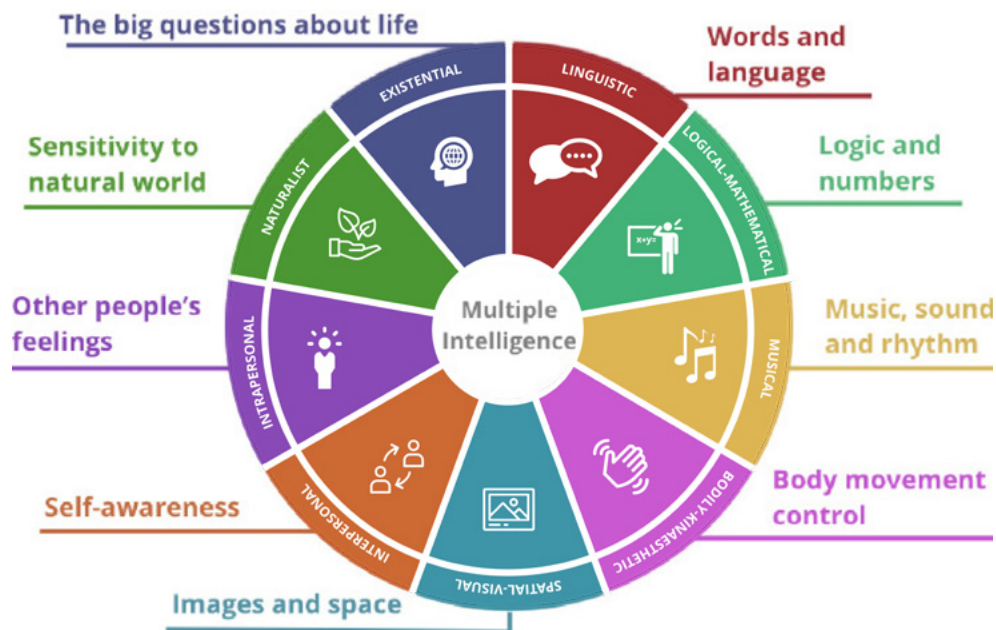 The big questions about life
Words and
language
EXISTENTIAL
LINGUISTIC
Sensitivity to
natural world
NATURALIST
LOGICAL-MATHEMATICAL
Logic and
numbers
x+y=
Other people's
feelings
INTRAPERSONAL
Multiple
Intelligence
MUSICAL
Music, sound
and rhythm
Self-awareness
INTERPERSONAL
BODILY-KINAESTHETIC
Body movement
control
SPATIAL-VISUAL
Images and space